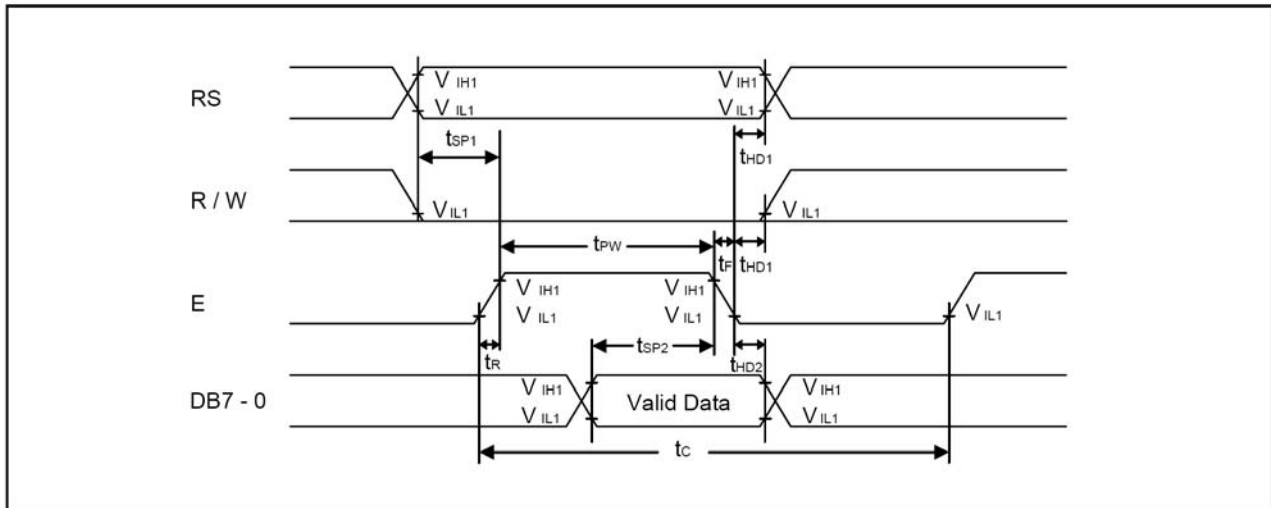 RS
V IH1
V IH1
V IL1
V IL1
tSP1
tHD1
R / W
V IL1
V IL1
tPW
tF
tHD1
E
V IH1
V IH1
V IL1
V IL1
V IL1
tR
tSP2
tHD2
DB7 - 0
V IH1
Valid Data
V IH1
V IL1
V IL1
tC